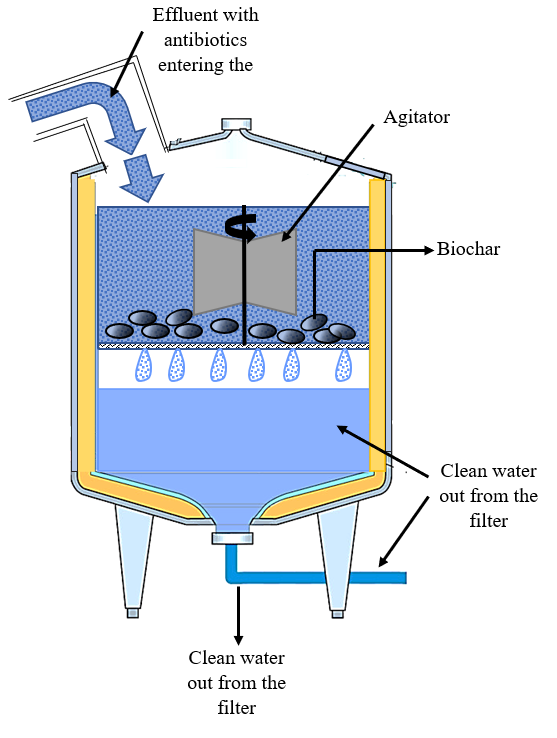 Effluent with
antibiotics
entering the
Agitator
Biochar
Clean water
out from the
filter
Clean water
out from the
filter